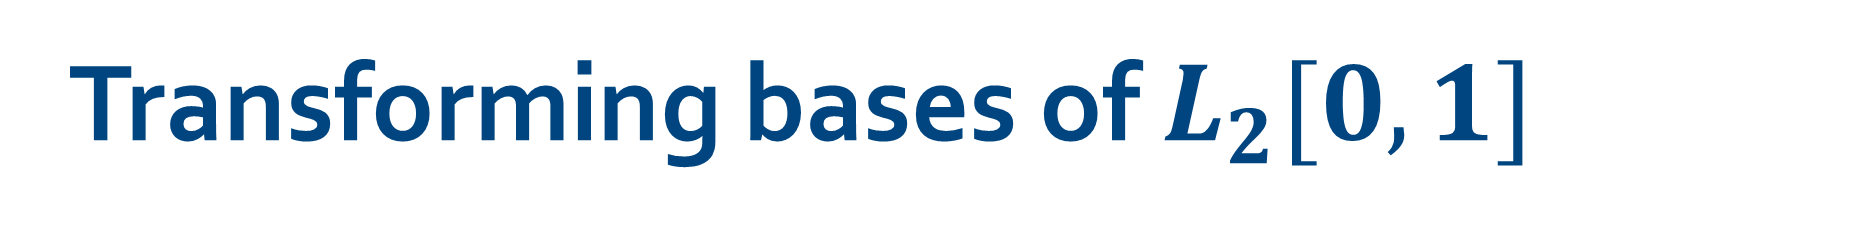 Transforming bases of L₂[0, 1]